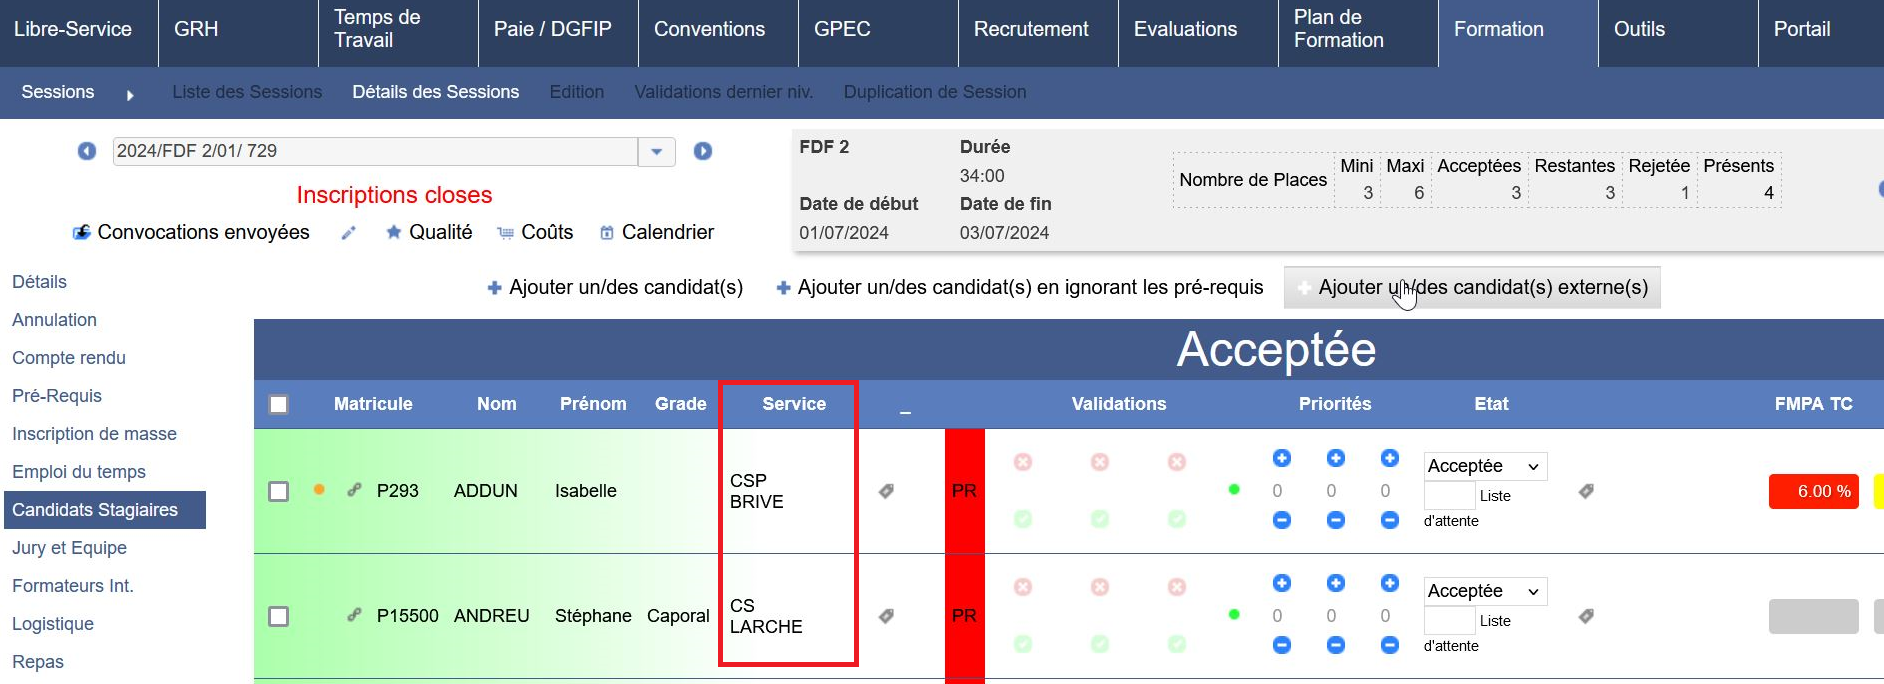 Libre-Service GRH Temps de Travail Paie / DGFIP Conventions GPEC Recrutement Evaluations Plan de Formation Formation Outils Portail
Sessions Liste des Sessions Détails des Sessions Edition Validations dernier niv. Duplication de Session
2024/FDF 2/01/ 729
Inscriptions closes
Convocations envoyées Qualité Coûts Calendrier
FDF 2 Durée
34:00
Date de début Date de fin
01/07/2024 03/07/2024
Nombre de Places Mini Maxi Acceptées Restantes Rejetée Présents
3 6 3 3 1 4
Détails
Annulation
Compte rendu
Pré-Requis
Inscription de masse
Emploi du temps
Candidats Stagiaires
Jury et Equipe
Formateurs Int.
Logistique
Repas
Ajouter un/des candidat(s) Ajouter un/des candidat(s) en ignorant les pré-requis Ajouter un/des candidat(s) externe(s)
Acceptée
Matricule Nom Prénom Grade Service _ Validations Priorités Etat FMPA TC
P293 ADDUN Isabelle CSP BRIVE PR 0 0 0 Acceptée 6.00 %
Liste d'attente
P15500 ANDREU Stéphane Caporal CS LARCHE PR 0 0 0 Acceptée
Liste d'attente